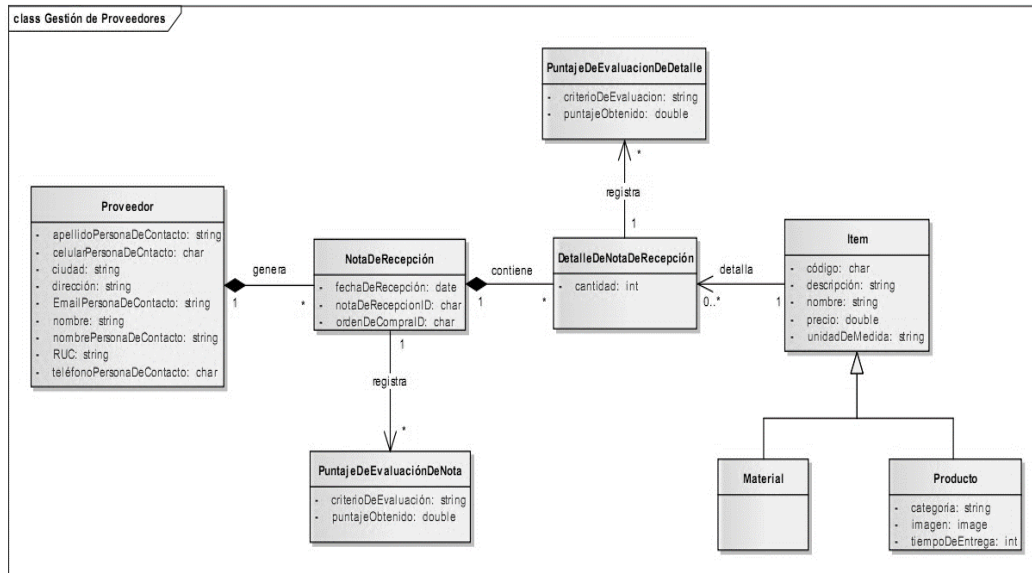 class Gestión de Proveedores
PuntajeDeEvaluacionDeDetalle
- criterioDeEvaluacion: string
- puntajeObtenido: double
*
registra
1
Proveedor
- apellidoPersonaDeContacto: string
- celularPersonaDeCntacto: char
- ciudad: string
- dirección: string
- EmailPersonaDeContacto: string
- nombre: string
- nombrePersonaDeContacto: string
- RUC: string
- teléfonoPersonaDeContacto: char
genera
1
*
NotaDeRecepción
- fechaDeRecepción: date
- notaDeRecepcionID: char
- ordenDeCompraID: char
contiene
1
*
DetalleDeNotaDeRecepción
- cantidad: int
detalla
0..*
1
Item
- código: char
- descripción: string
- nombre: string
- precio: double
- unidadDeMedida: string
1
registra
*
PuntajeDeEvaluaciónDeNota
- criterioDeEvaluación: string
- puntajeObtenido: double
Material
Producto
- categoria: string
- imagen: image
- tiempoDeEntrega: int